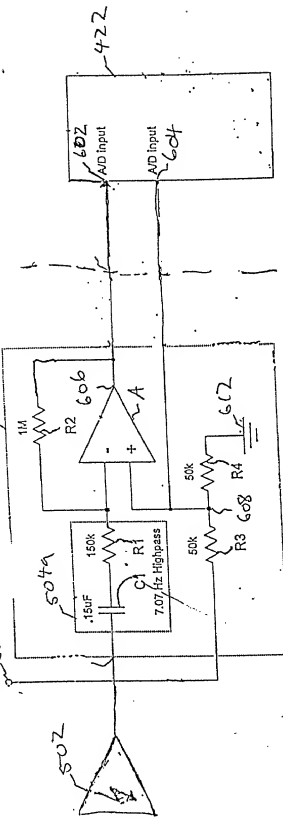 422
602
A/D input
A/D input
604
1M
R2
606
A
-
+
504a
150k
R1
.15uF
C1
7.07 Hz Highpass
50k
R4
612
608
50k
R3
502